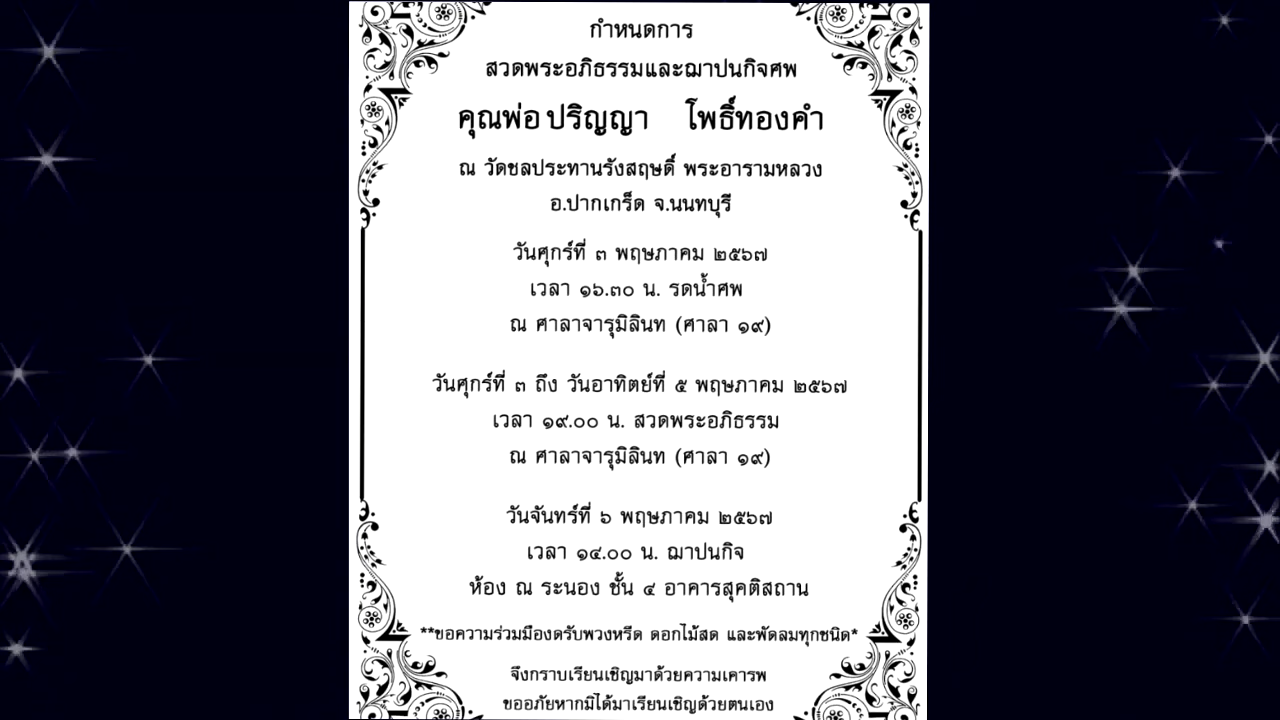 กำหนดการ
สวดพระอภิธรรมและฌาปนกิจศพ
คุณพ่อ ปริญญา โพธิ์ทองคำ
ณ วัดชลประทานรังสฤษดิ์ พระอารามหลวง
อ.ปากเกร็ด จ.นนทบุรี
วันศุกร์ที่ ๓ พฤษภาคม ๒๕๖๗
เวลา ๑๖.๓๐ น. รดน้ำศพ
ณ ศาลาจารุมิลินท (ศาลา ๑๙)
วันศุกร์ที่ ๓ ถึง วันอาทิตย์ที่ ๕ พฤษภาคม ๒๕๖๗
เวลา ๑๙.๐๐ น. สวดพระอภิธรรม
ณ ศาลาจารุมิลินท (ศาลา ๑๙)
วันจันทร์ที่ ๖ พฤษภาคม ๒๕๖๗
เวลา ๑๔.๐๐ น. ฌาปนกิจ
ห้อง ณ ระนอง ชั้น ๔ อาคารสุคติสถาน
**ขอความร่วมมืองดรับพวงหรีด ดอกไม้สด และพัดลมทุกชนิด*
จึงกราบเรียนเชิญมาด้วยความเคารพ
ขออภัยหากมิได้มาเรียนเชิญด้วยตนเอง